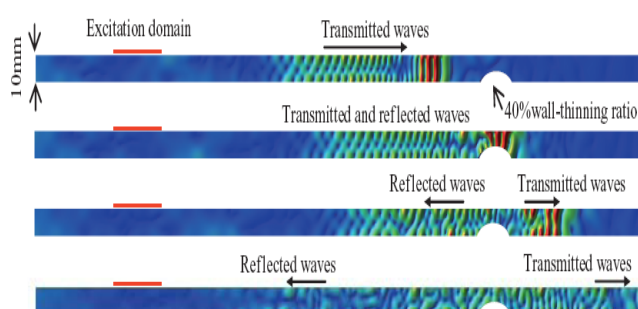 Excitation domain
Transmitted waves
10mm
40%wall-thinning ratio
Transmitted and reflected waves
Reflected waves
Transmitted waves
Reflected waves
Transmitted waves